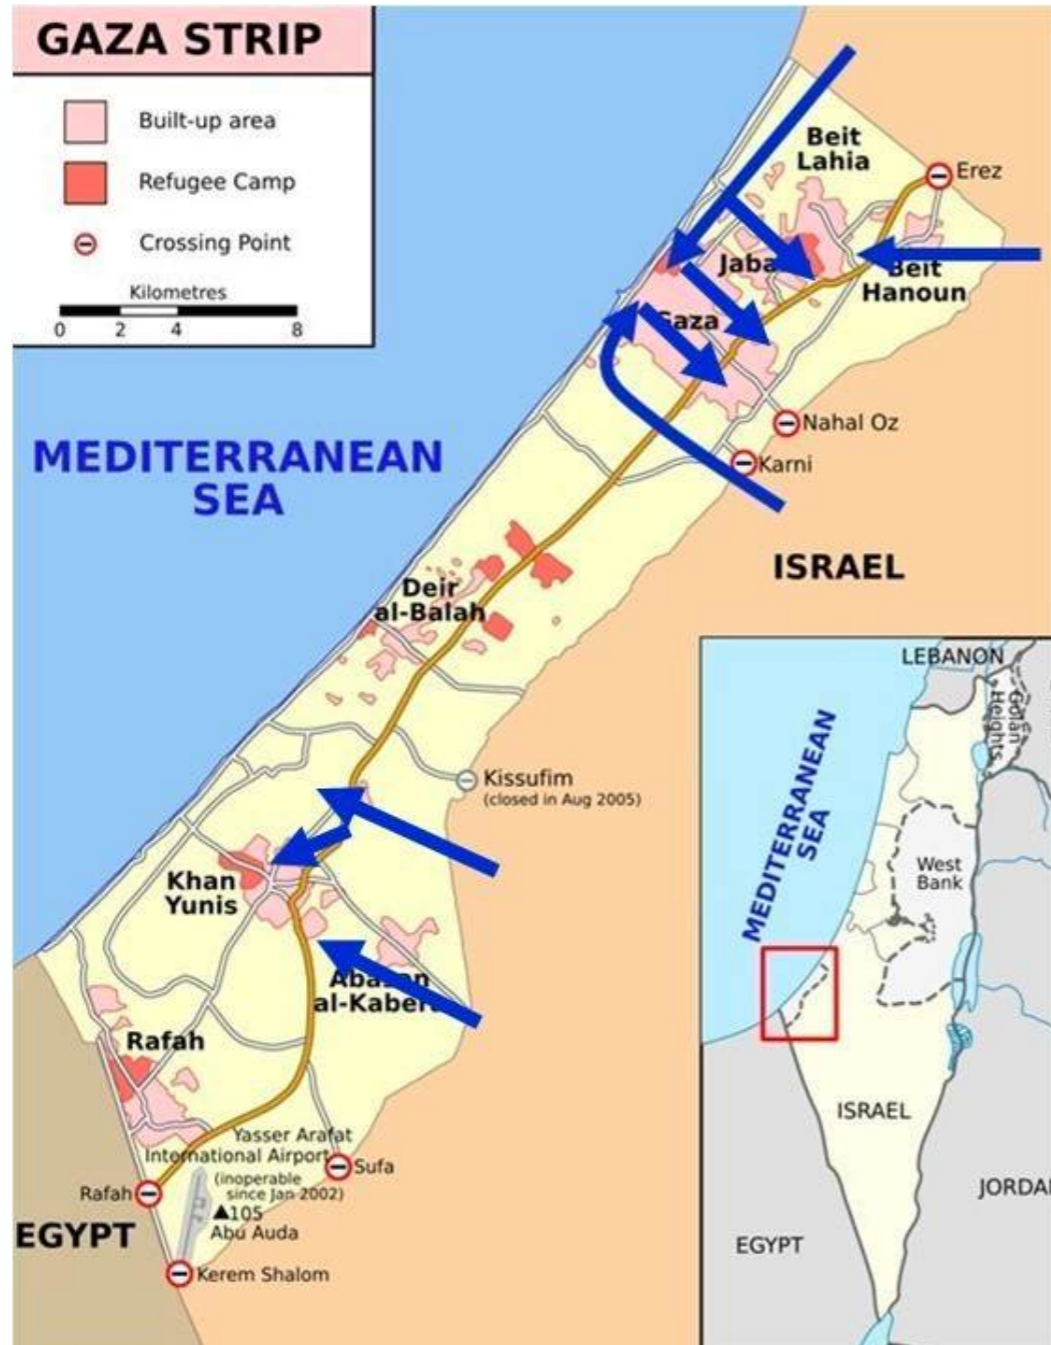 GAZA STRIP
Built-up area
Refugee Camp
Crossing Point
Kilometres
0 2 4 8
Beit
Lahia
Erez
Beit
Hanoun
Gaza
Nahal Oz
Karni
MEDITERRANEAN
SEA
ISRAEL
Deir
al-Balah
Kissufim
(closed in Aug 2005)
Khan
Yunis
al-Kaber
Rafah
Yasser Arafat
International Airport
(inoperable
since Jan 2002)
Sufa
Rafah
▲105
Abu Auda
EGYPT
Kerem Shalom
LEBANON
Golan
Heights
MEDITERRANEAN
SEA
West
Bank
ISRAEL
JORDA
EGYPT